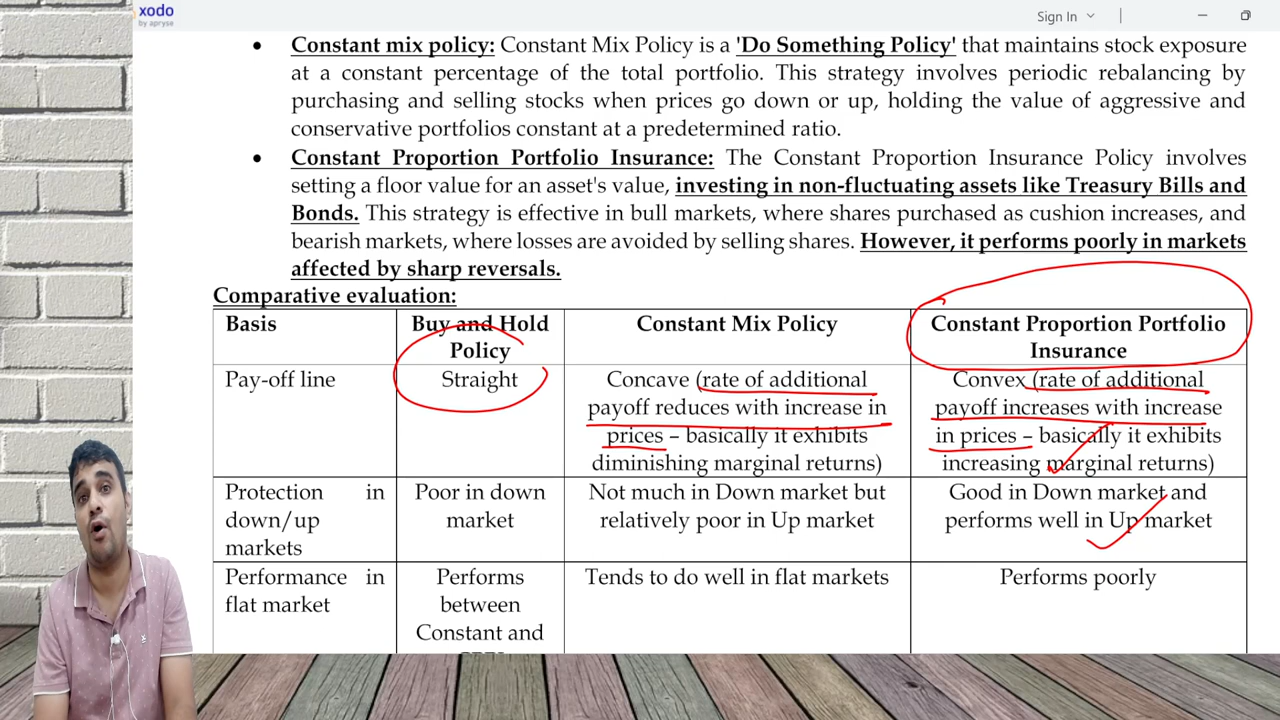 xodo
by apryse
Sign In
• Constant mix policy: Constant Mix Policy is a 'Do Something Policy' that maintains stock exposure
at a constant percentage of the total portfolio. This strategy involves periodic rebalancing by
purchasing and selling stocks when prices go down or up, holding the value of aggressive and
conservative portfolios constant at a predetermined ratio.
• Constant Proportion Portfolio Insurance: The Constant Proportion Insurance Policy involves
setting a floor value for an asset's value, investing in non-fluctuating assets like Treasury Bills and
Bonds. This strategy is effective in bull markets, where shares purchased as cushion increases, and
bearish markets, where losses are avoided by selling shares. However, it performs poorly in markets
affected by sharp reversals.
Comparative evaluation:
Basis
Buy and Hold
Policy
Constant Mix Policy
Constant Proportion Portfolio
Insurance
Pay-off line
Straight
Concave (rate of additional
payoff reduces with increase in
prices – basically it exhibits
diminishing marginal returns)
Convex (rate of additional
payoff increases with increase
in prices – basically it exhibits
increasing marginal returns)
Protection in
down/up
markets
Poor in down
market
Not much in Down market but
relatively poor in Up market
Good in Down market and
performs well in Up market
Performance in
flat market
Performs
between
Constant and
Tends to do well in flat markets
Performs poorly